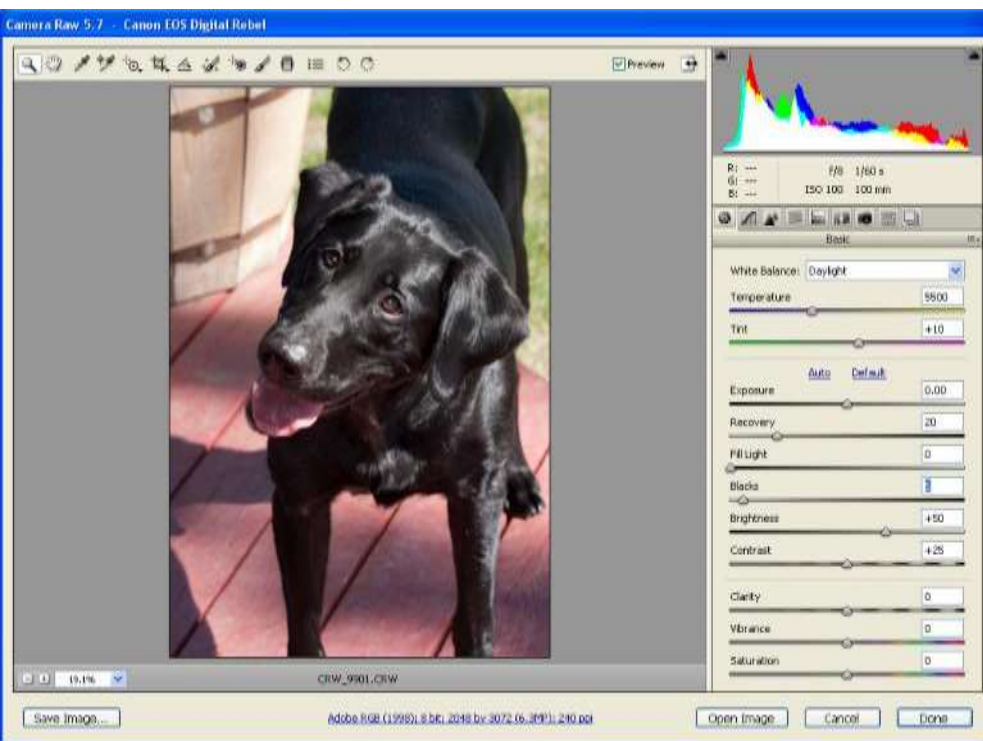 Camera Raw 5.7 - Canon EOS Digital Rebel
Preview
R: ---
G: ---
B: ---
f/8 1/60 s
ISO 100 100 mm
Basic
White Balance: Daylight
Temperature 5500
Tint +10
Auto Default
Exposure 0.00
Recovery 20
Fill Light 0
Blacks
Brightness +50
Contrast +25
Clarity 0
Vibrance 0
Saturation 0
19.1%
CRW_9901.CRW
Save Image...
Adobe RGB (1998); 8 bit; 2048 by 3072 (6.3MP); 240 ppi
Open Image
Cancel
Done